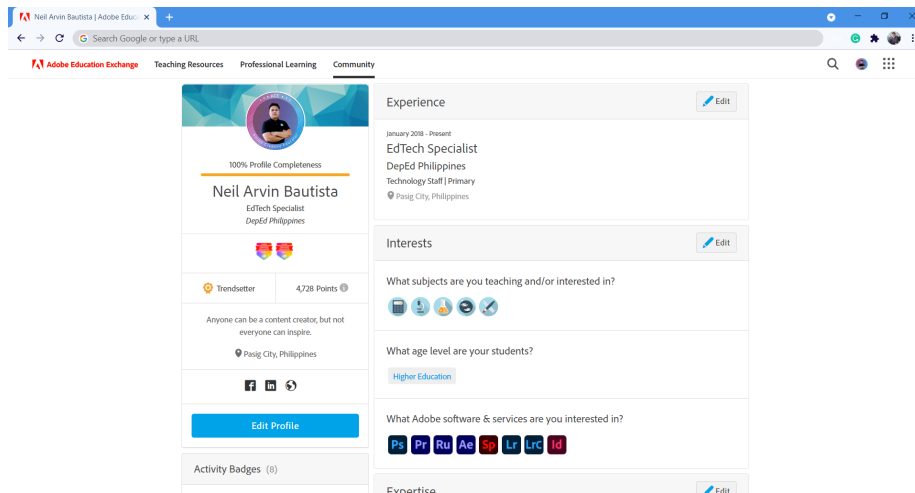 Neil Arvin Bautista | Adobe Educ
Search Google or type a URL
Adobe Education Exchange
Teaching Resources
Professional Learning
Community
100% Profile Completeness
Neil Arvin Bautista
EdTech Specialist
DepEd Philippines
Trendsetter
4,728 Points
Anyone can be a content creator, but not
everyone can inspire.
Pasig City, Philippines
Edit Profile
Activity Badges (8)
Experience
Edit
January 2018 - Present
EdTech Specialist
DepEd Philippines
Technology Staff | Primary
Pasig City, Philippines
Interests
Edit
What subjects are you teaching and/or interested in?
What age level are your students?
Higher Education
What Adobe software & services are you interested in?
Ps Pr Ru Ae Sp Lr LrC Id
Expertise
Edit